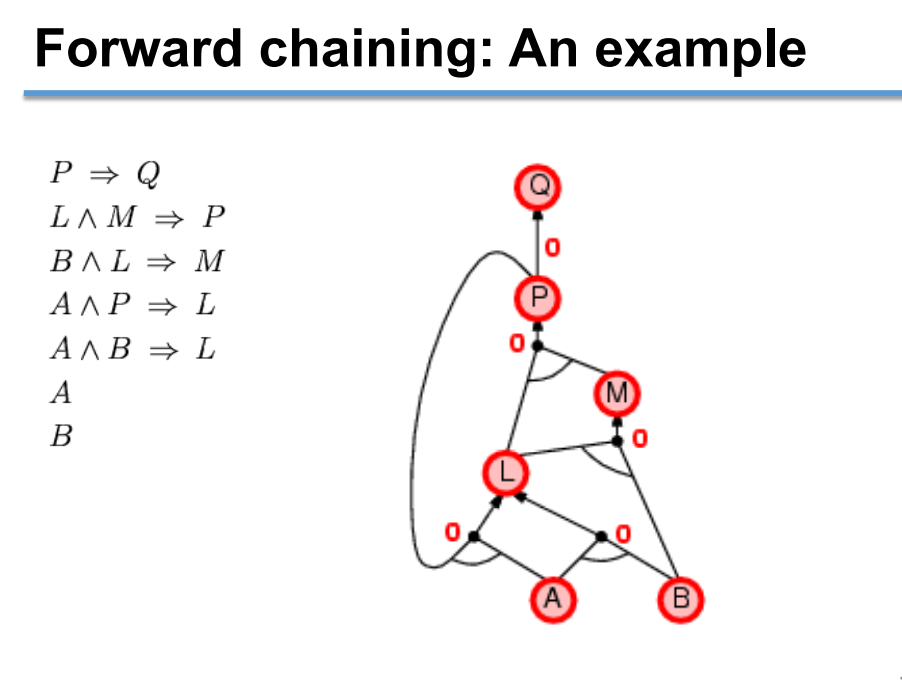 Forward chaining: An example
P ⇒ Q
L ∧ M ⇒ P
B ∧ L ⇒ M
A ∧ P ⇒ L
A ∧ B ⇒ L
A
B
Q
0
P
0
M
0
L
0
0
A
B